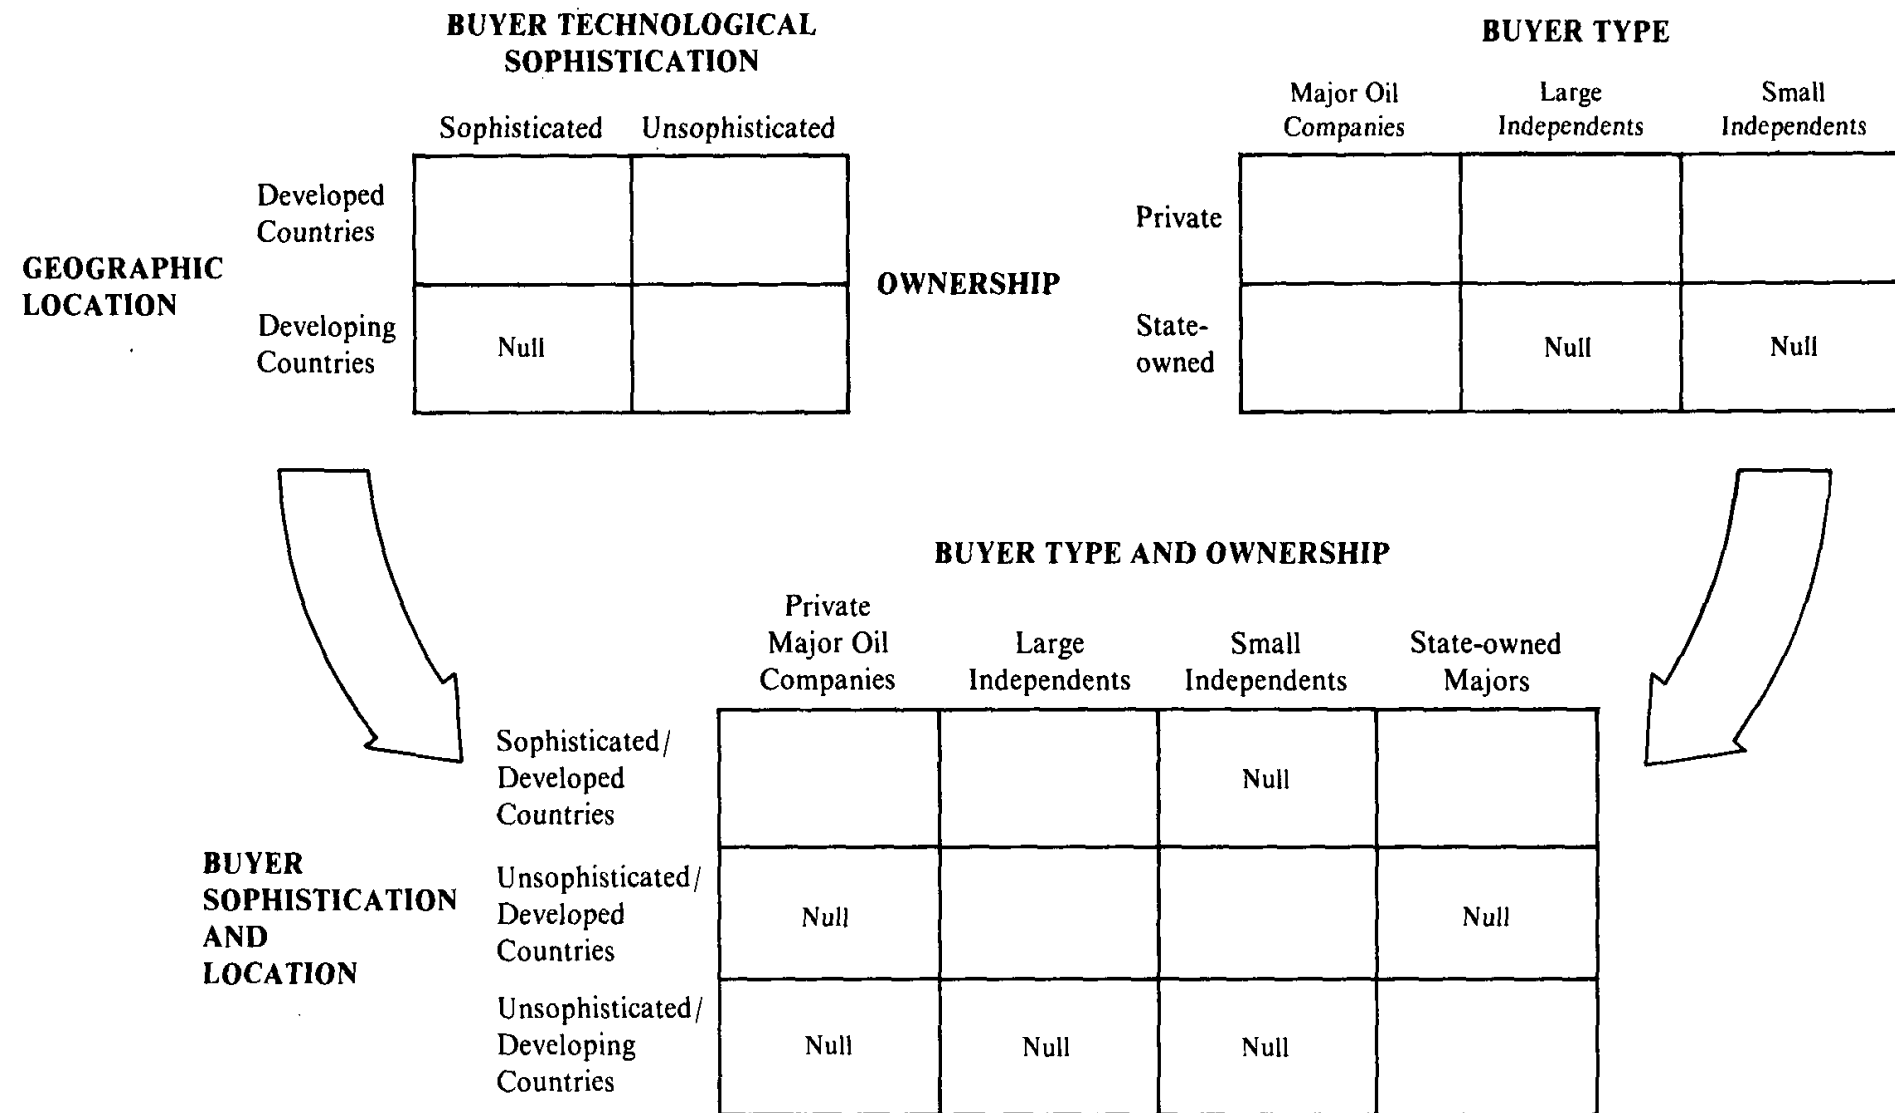 BUYER TECHNOLOGICAL
SOPHISTICATION
Sophisticated Unsophisticated
GEOGRAPHIC
LOCATION
Developed
Countries
Developing
Countries
Null
BUYER TYPE
Major Oil
Companies
Large
Independents
Small
Independents
OWNERSHIP
Private
State-
owned
Null Null
BUYER TYPE AND OWNERSHIP
Private
Major Oil
Companies
Large
Independents
Small
Independents
State-owned
Majors
BUYER
SOPHISTICATION
AND
LOCATION
Sophisticated/
Developed
Countries
Null
Unsophisticated/
Developed
Countries
Null Null
Unsophisticated/
Developing
Countries
Null Null Null